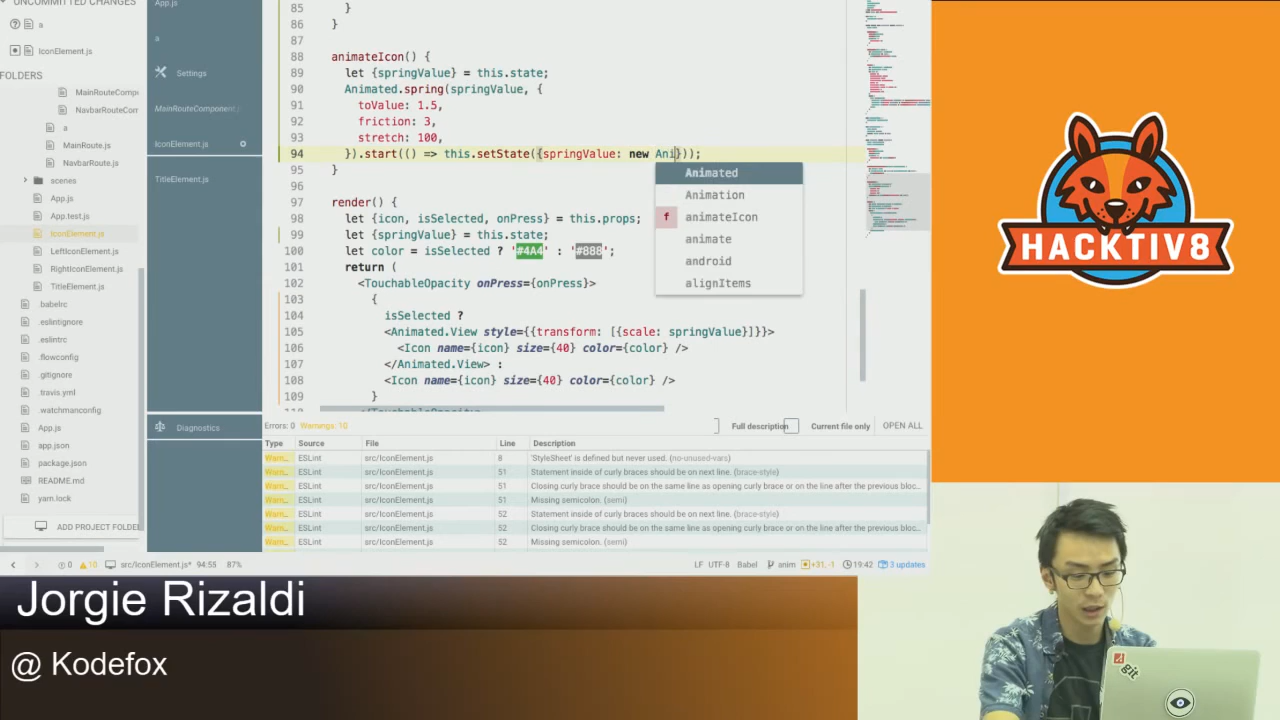 UNCOMMITTED CHANGES
a
IconElement.js
FOLDERS
MainRouteCompo
NavbarRouteCom
a
MainRoute.js
NavbarRoute.js
scenes
App.js
App.test.js
IconElement.js
LeftIconElement.js
RightIconElement.js
TitleElement.js
.babelrc
.eslintignore
.eslintrc
.flowconfig
.gitignore
.travis.yml
.watchmanconfig
App.js
app.json
package.json
README.md
yarn.lock
ADD PROJECT FOLDER
App.js
a
Settings
MainRouteComponent.
IconElement.js
TitleElement.js
Diagnostics
85 }
86 }
87
88 animateIcon() {
89 let {springValue} = this.state;
90 Animated.spring(springValue, {
91 toValue: 1.5,
92 friction: 3,
93 stretch: 100,
94 }).start(() => this.setState({springValue: new Ani}));
95 }
96
97 render() {
98 let {icon, isSelected, onPress} = this.props;
99 let {springValue} = this.state;
100 let color = isSelected ? '#4A4' : '#888';
101 return (
102 <TouchableOpacity onPress={onPress}>
103 {
104 isSelected ?
105 <Animated.View style={{transform: [{scale: springValue}]}}>
106 <Icon name={icon} size={40} color={color} />
107 </Animated.View> :
108 <Icon name={icon} size={40} color={color} />
109 }
110 </TouchableOpacity>
Animated
Animation
f animateIcon
animate
android
alignItems
Errors: 0 Warnings: 10 Full description Current file only OPEN ALL
Type Source File Line Description
Warn... ESLint src/IconElement.js 8 'StyleSheet' is defined but never used. (no-unused-vars)
Warn... ESLint src/IconElement.js 51 Statement inside of curly braces should be on next line. (brace-style)
Warn... ESLint src/IconElement.js 51 Closing curly brace should be on the same line as opening curly brace or on the line after the previous bloc...
Warn... ESLint src/IconElement.js 51 Missing semicolon. (semi)
Warn... ESLint src/IconElement.js 52 Statement inside of curly braces should be on next line. (brace-style)
Warn... ESLint src/IconElement.js 52 Closing curly brace should be on the same line as opening curly brace or on the line after the previous bloc...
Warn... ESLint src/IconElement.js 52 Missing semicolon. (semi)
0 10 src/IconElement.js* 94:55 87% LF UTF-8 Babel anim +31, -1 19:42 3 updates
HACKTIV8
Jorgie Rizaldi
@ Kodefox
git